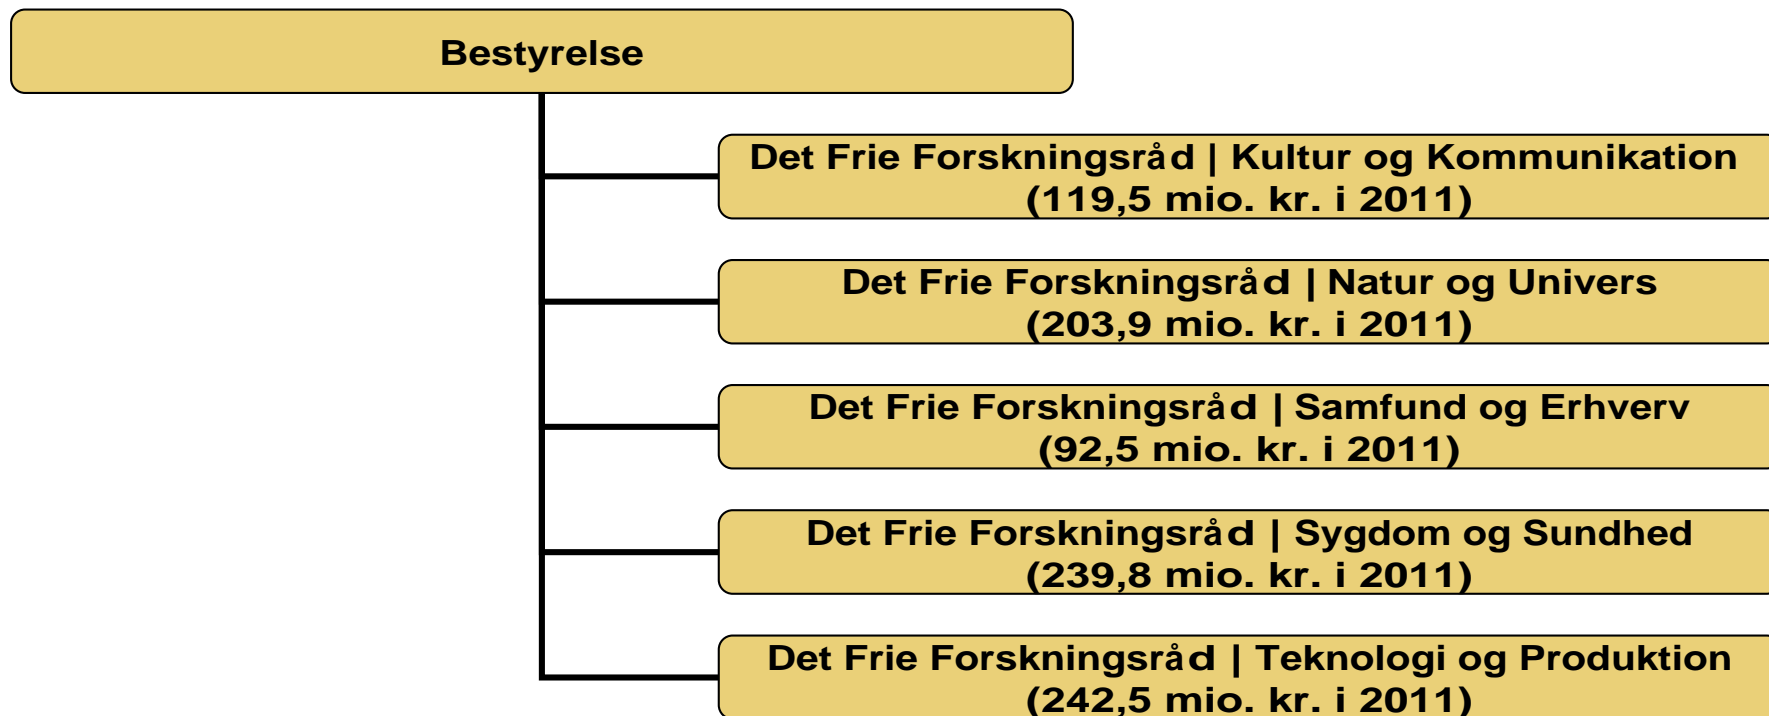 Bestyrelse
Det Frie Forskningsråd | Kultur og Kommunikation
(119,5 mio. kr. i 2011)
Det Frie Forskningsråd | Natur og Univers
(203,9 mio. kr. i 2011)
Det Frie Forskningsråd | Samfund og Erhverv
(92,5 mio. kr. i 2011)
Det Frie Forskningsråd | Sygdom og Sundhed
(239,8 mio. kr. i 2011)
Det Frie Forskningsråd | Teknologi og Produktion
(242,5 mio. kr. i 2011)